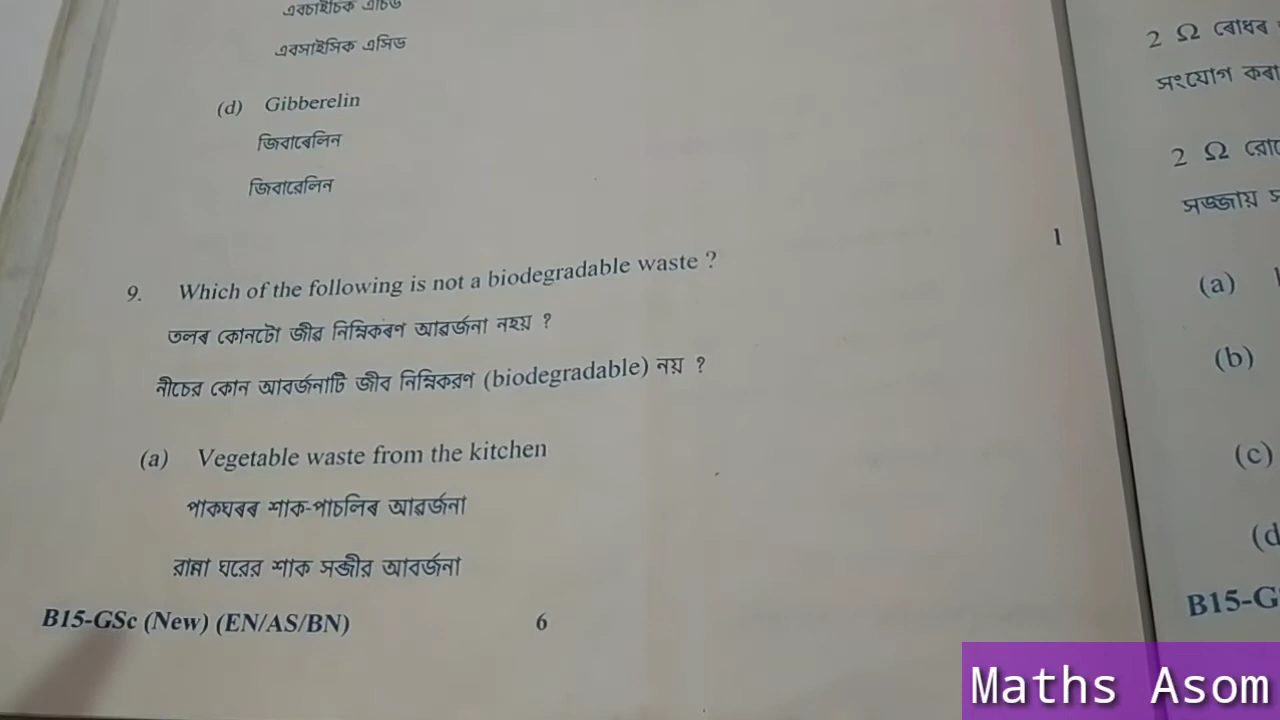 এবচাইচিক এচিড
এবসাইসিক এসিড
(d) Gibberelin
জিবাৰেলিন
জিবারেলিন
9. Which of the following is not a biodegradable waste ? 1
তলৰ কোনটো জীৱ নিম্নিকৰণ আৱৰ্জনা নহয় ?
নীচের কোন আবর্জনাটি জীব নিম্নিকরণ (biodegradable) নয় ?
(a) Vegetable waste from the kitchen
পাকঘৰৰ শাক-পাচলিৰ আৱৰ্জনা
রান্না ঘরের শাক সব্জীর আবর্জনা
B15-GSc (New) (EN/AS/BN) 6
2 Ω ৰোধৰ
সংযোগ কৰা
2 Ω
সজ্জায়
(a)
(b)
(c)
(d
B15-G
Maths Asom